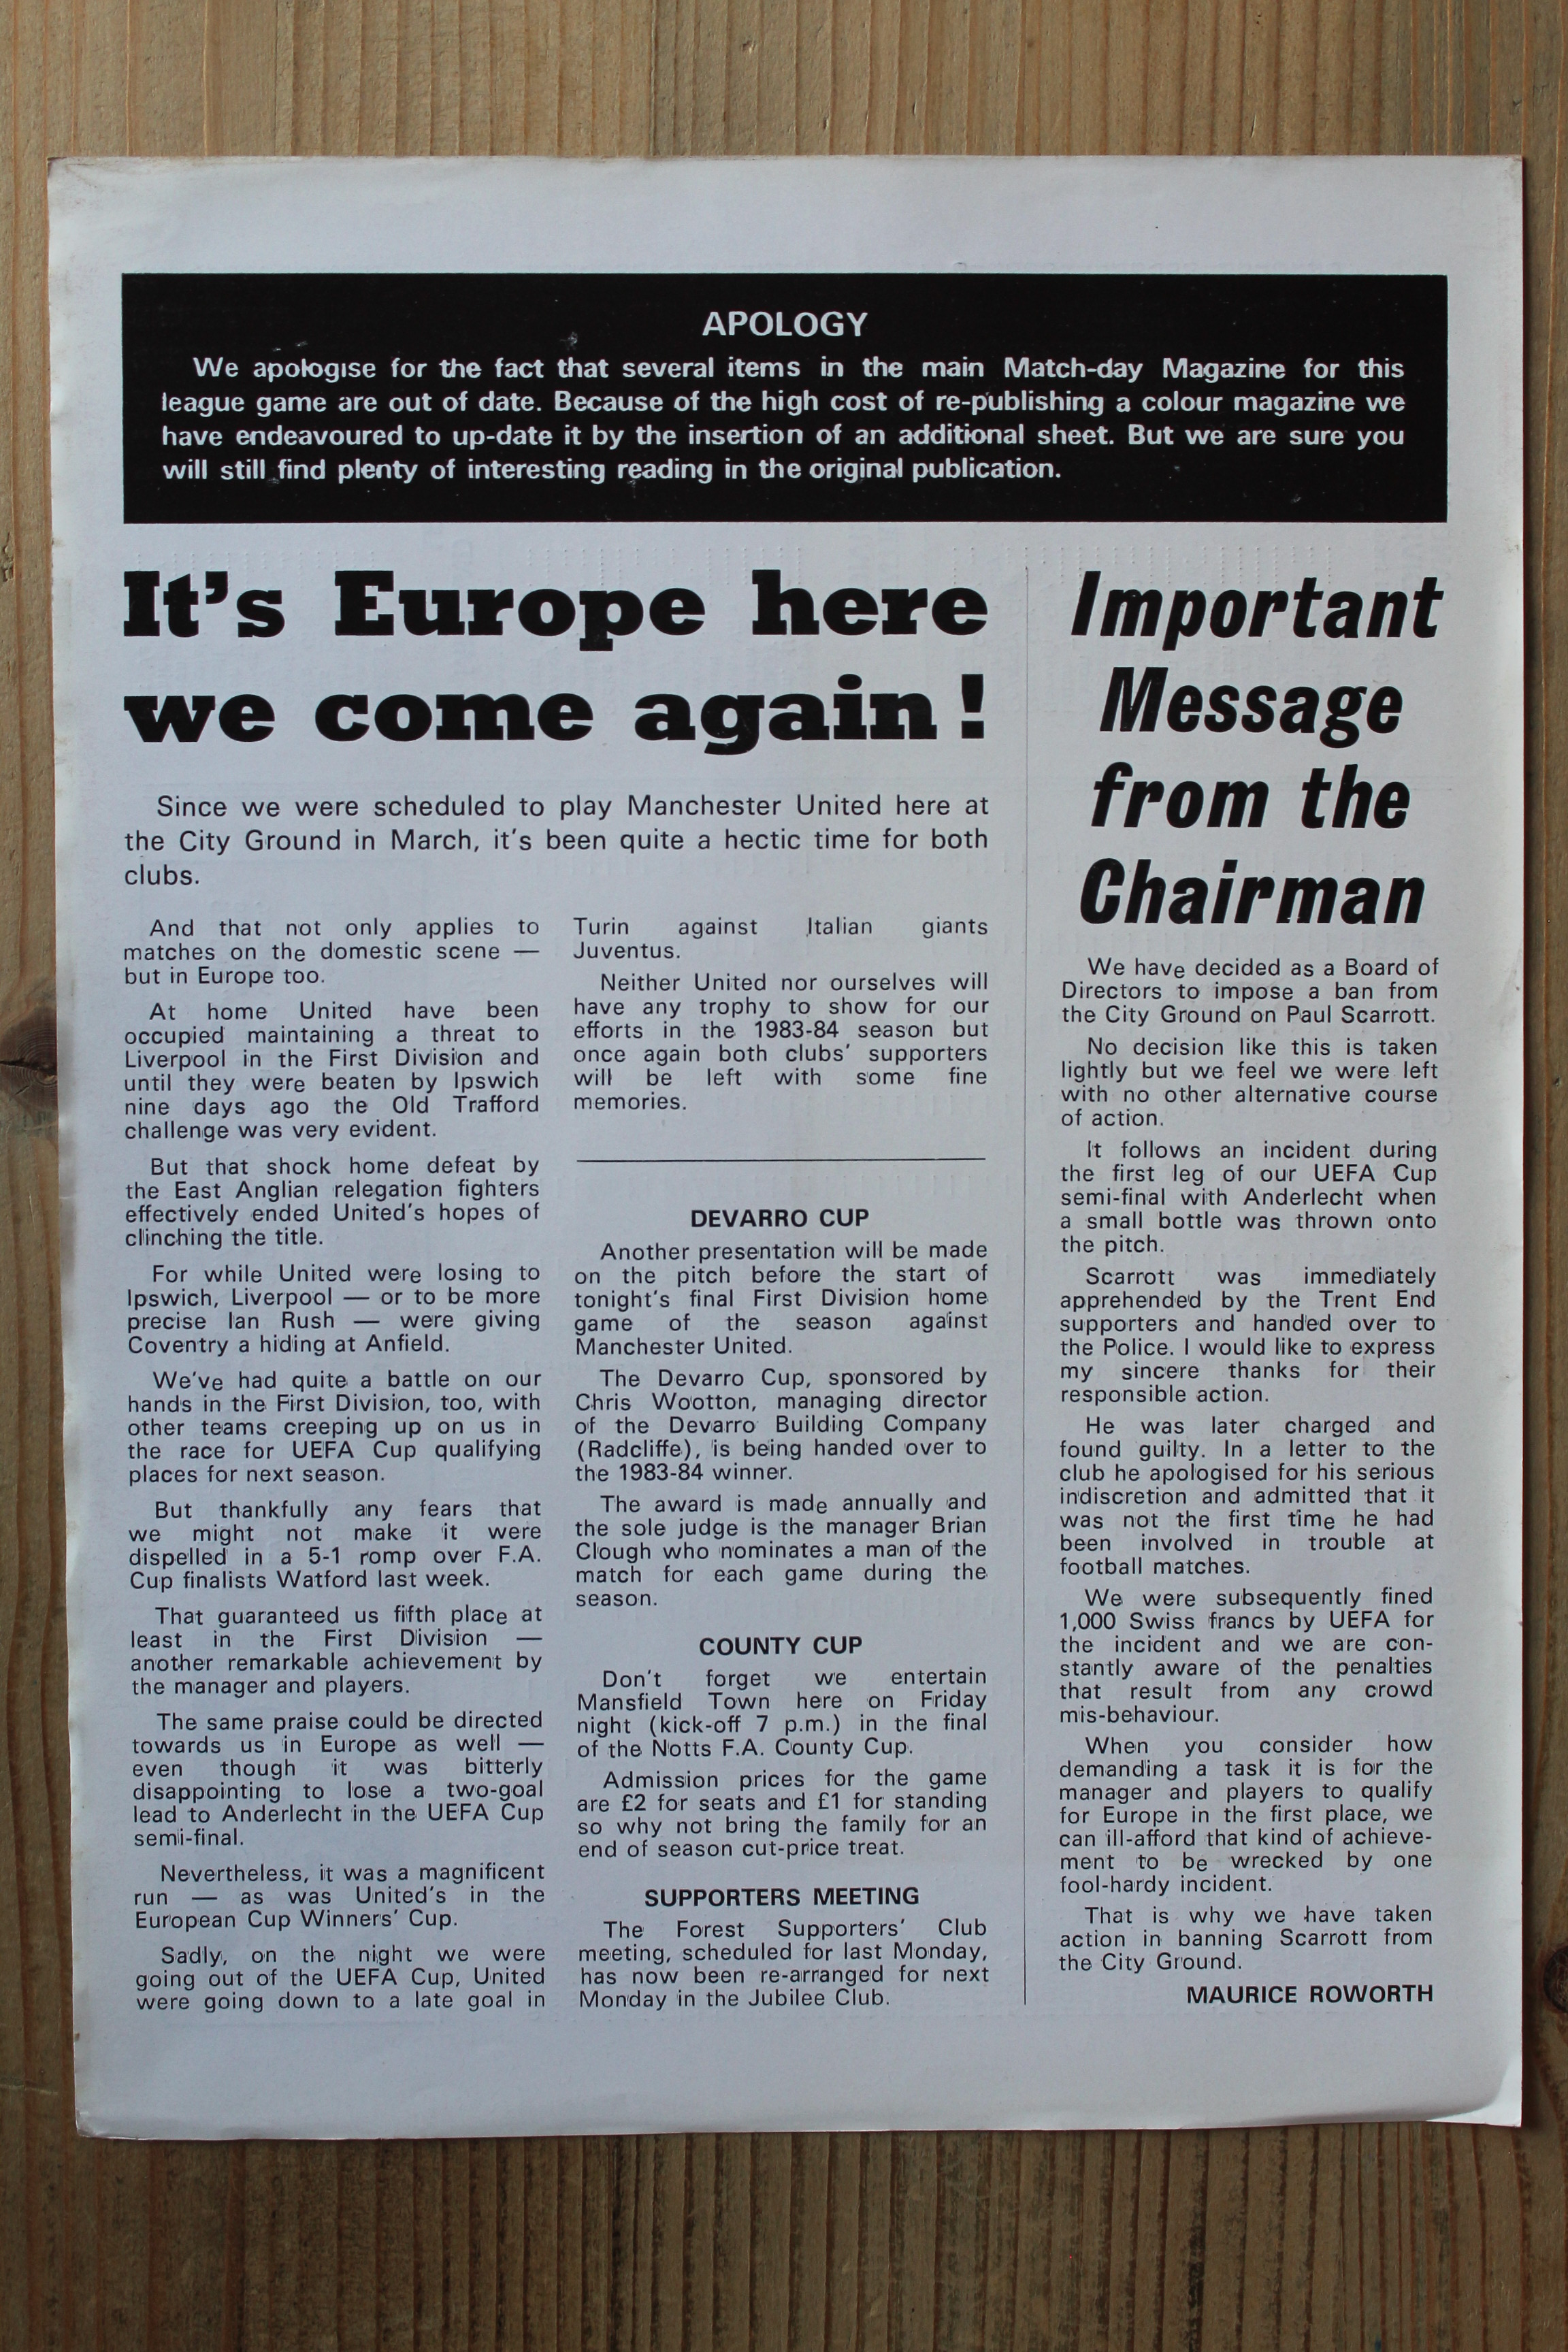 APOLOGY
We apologise for the fact that several items in the main Match-day Magazine for this
league game are out of date. Because of the high cost of re-publishing a colour magazine we
have endeavoured to up-date it by the insertion of an additional sheet. But we are sure you
will still find plenty of interesting reading in the original publication.
It's Europe here
we come again!
Since we were scheduled to play Manchester United here at
the City Ground in March, it's been quite a hectic time for both
clubs.
And that not only applies to
matches on the domestic scene —
but in Europe too.
At home United have been
occupied maintaining a threat to
Liverpool in the First Division and
until they were beaten by Ipswich
nine days ago the Old Trafford
challenge was very evident.
But that shock home defeat by
the East Anglian relegation fighters
effectively ended United's hopes of
clinching the title.
For while United were losing to
Ipswich, Liverpool — or to be more
precise Ian Rush — were giving
Coventry a hiding at Anfield.
We've had quite a battle on our
hands in the First Division, too, with
other teams creeping up on us in
the race for UEFA Cup qualifying
places for next season.
But thankfully any fears that
we might not make it were
dispelled in a 5-1 romp over F.A.
Cup finalists Watford last week.
That guaranteed us fifth place at
least in the First Division —
another remarkable achievement by
the manager and players.
The same praise could be directed
towards us in Europe as well —
even though it was bitterly
disappointing to lose a two-goal
lead to Anderlecht in the UEFA Cup
semi-final.
Nevertheless, it was a magnificent
run — as was United's in the
European Cup Winners' Cup.
Sadly, on the night we were
going out of the UEFA Cup, United
were going down to a late goal in
Turin against Italian giants
Juventus.
Neither United nor ourselves will
have any trophy to show for our
efforts in the 1983-84 season but
once again both clubs' supporters
will be left with some fine
memories.
DEVARRO CUP
Another presentation will be made
on the pitch before the start of
tonight's final First Division home
game of the season against
Manchester United.
The Devarro Cup, sponsored by
Chris Wootton, managing director
of the Devarro Building Company
(Radcliffe), is being handed over to
the 1983-84 winner.
The award is made annually and
the sole judge is the manager Brian
Clough who nominates a man of the
match for each game during the
season.
COUNTY CUP
Don't forget we entertain
Mansfield Town here on Friday
night (kick-off 7 p.m.) in the final
of the Notts F.A. County Cup.
Admission prices for the game
are £2 for seats and £1 for standing
so why not bring the family for an
end of season cut-price treat.
SUPPORTERS MEETING
The Forest Supporters' Club
meeting, scheduled for last Monday,
has now been re-arranged for next
Monday in the Jubilee Club.
Important
Message
from the
Chairman
We have decided as a Board of
Directors to impose a ban from
the City Ground on Paul Scarrott.
No decision like this is taken
lightly but we feel we were left
with no other alternative course
of action.
It follows an incident during
the first leg of our UEFA Cup
semi-final with Anderlecht when
a small bottle was thrown onto
the pitch.
Scarrott was immediately
apprehended by the Trent End
supporters and handed over to
the Police. I would like to express
my sincere thanks for their
responsible action.
He was later charged and
found guilty. In a letter to the
club he apologised for his serious
indiscretion and admitted that it
was not the first time he had
been involved in trouble at
football matches.
We were subsequently fined
1,000 Swiss francs by UEFA for
the incident and we are con-
stantly aware of the penalties
that result from any crowd
mis-behaviour.
When you consider how
demanding a task it is for the
manager and players to qualify
for Europe in the first place, we
can ill-afford that kind of achieve-
ment to be wrecked by one
fool-hardy incident.
That is why we have taken
action in banning Scarrott from
the City Ground.
MAURICE ROWORTH